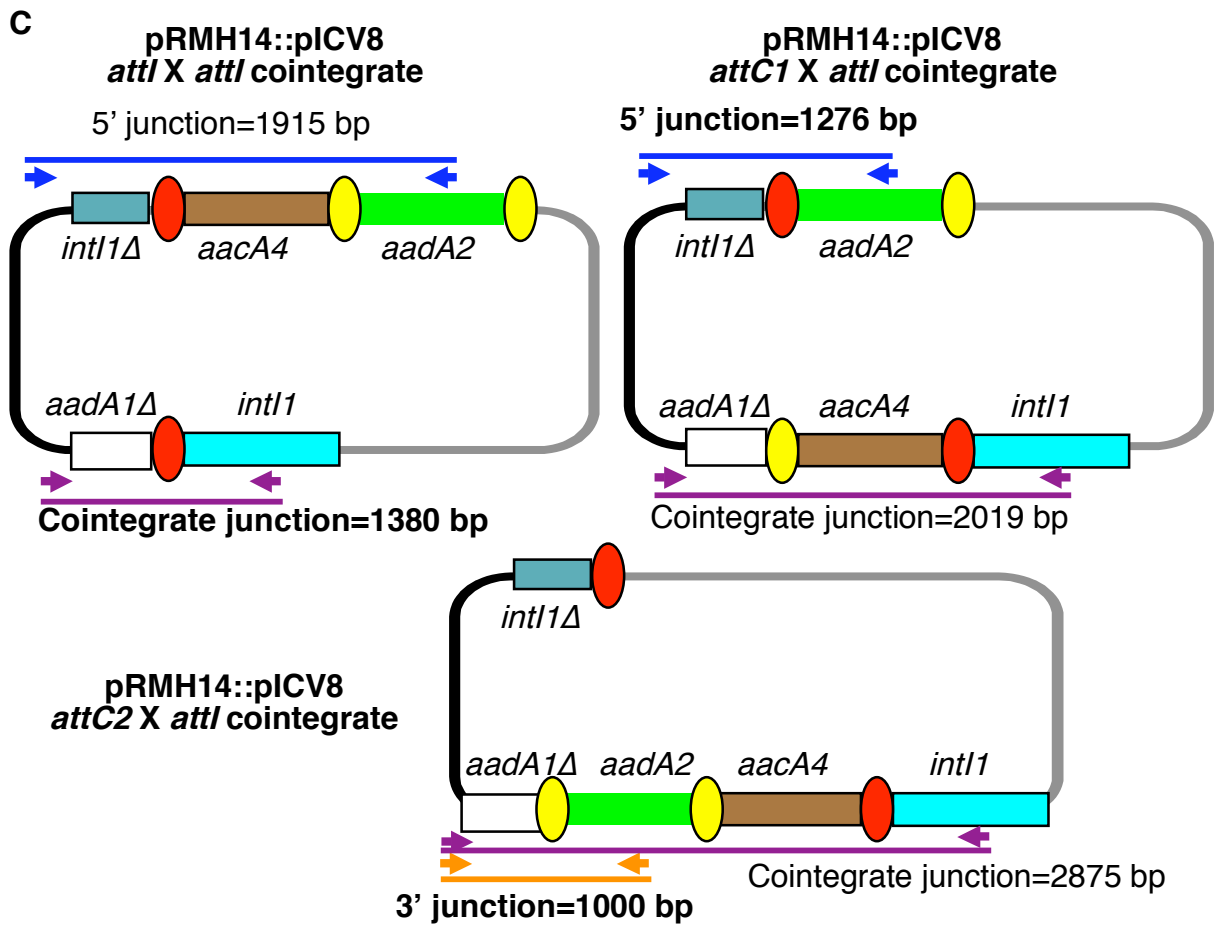 C
pRMH14::pICV8
attI X attI cointegrate
5’ junction=1915 bp
intI1Δ
aacA4
aadA2
aadA1Δ
intI1
Cointegrate junction=1380 bp
pRMH14::pICV8
attC1 X attI cointegrate
5’ junction=1276 bp
intI1Δ
aadA2
aadA1Δ
aacA4
intI1
Cointegrate junction=2019 bp
pRMH14::pICV8
attC2 X attI cointegrate
intI1Δ
aadA1Δ
aadA2
aacA4
intI1
Cointegrate junction=2875 bp
3’ junction=1000 bp